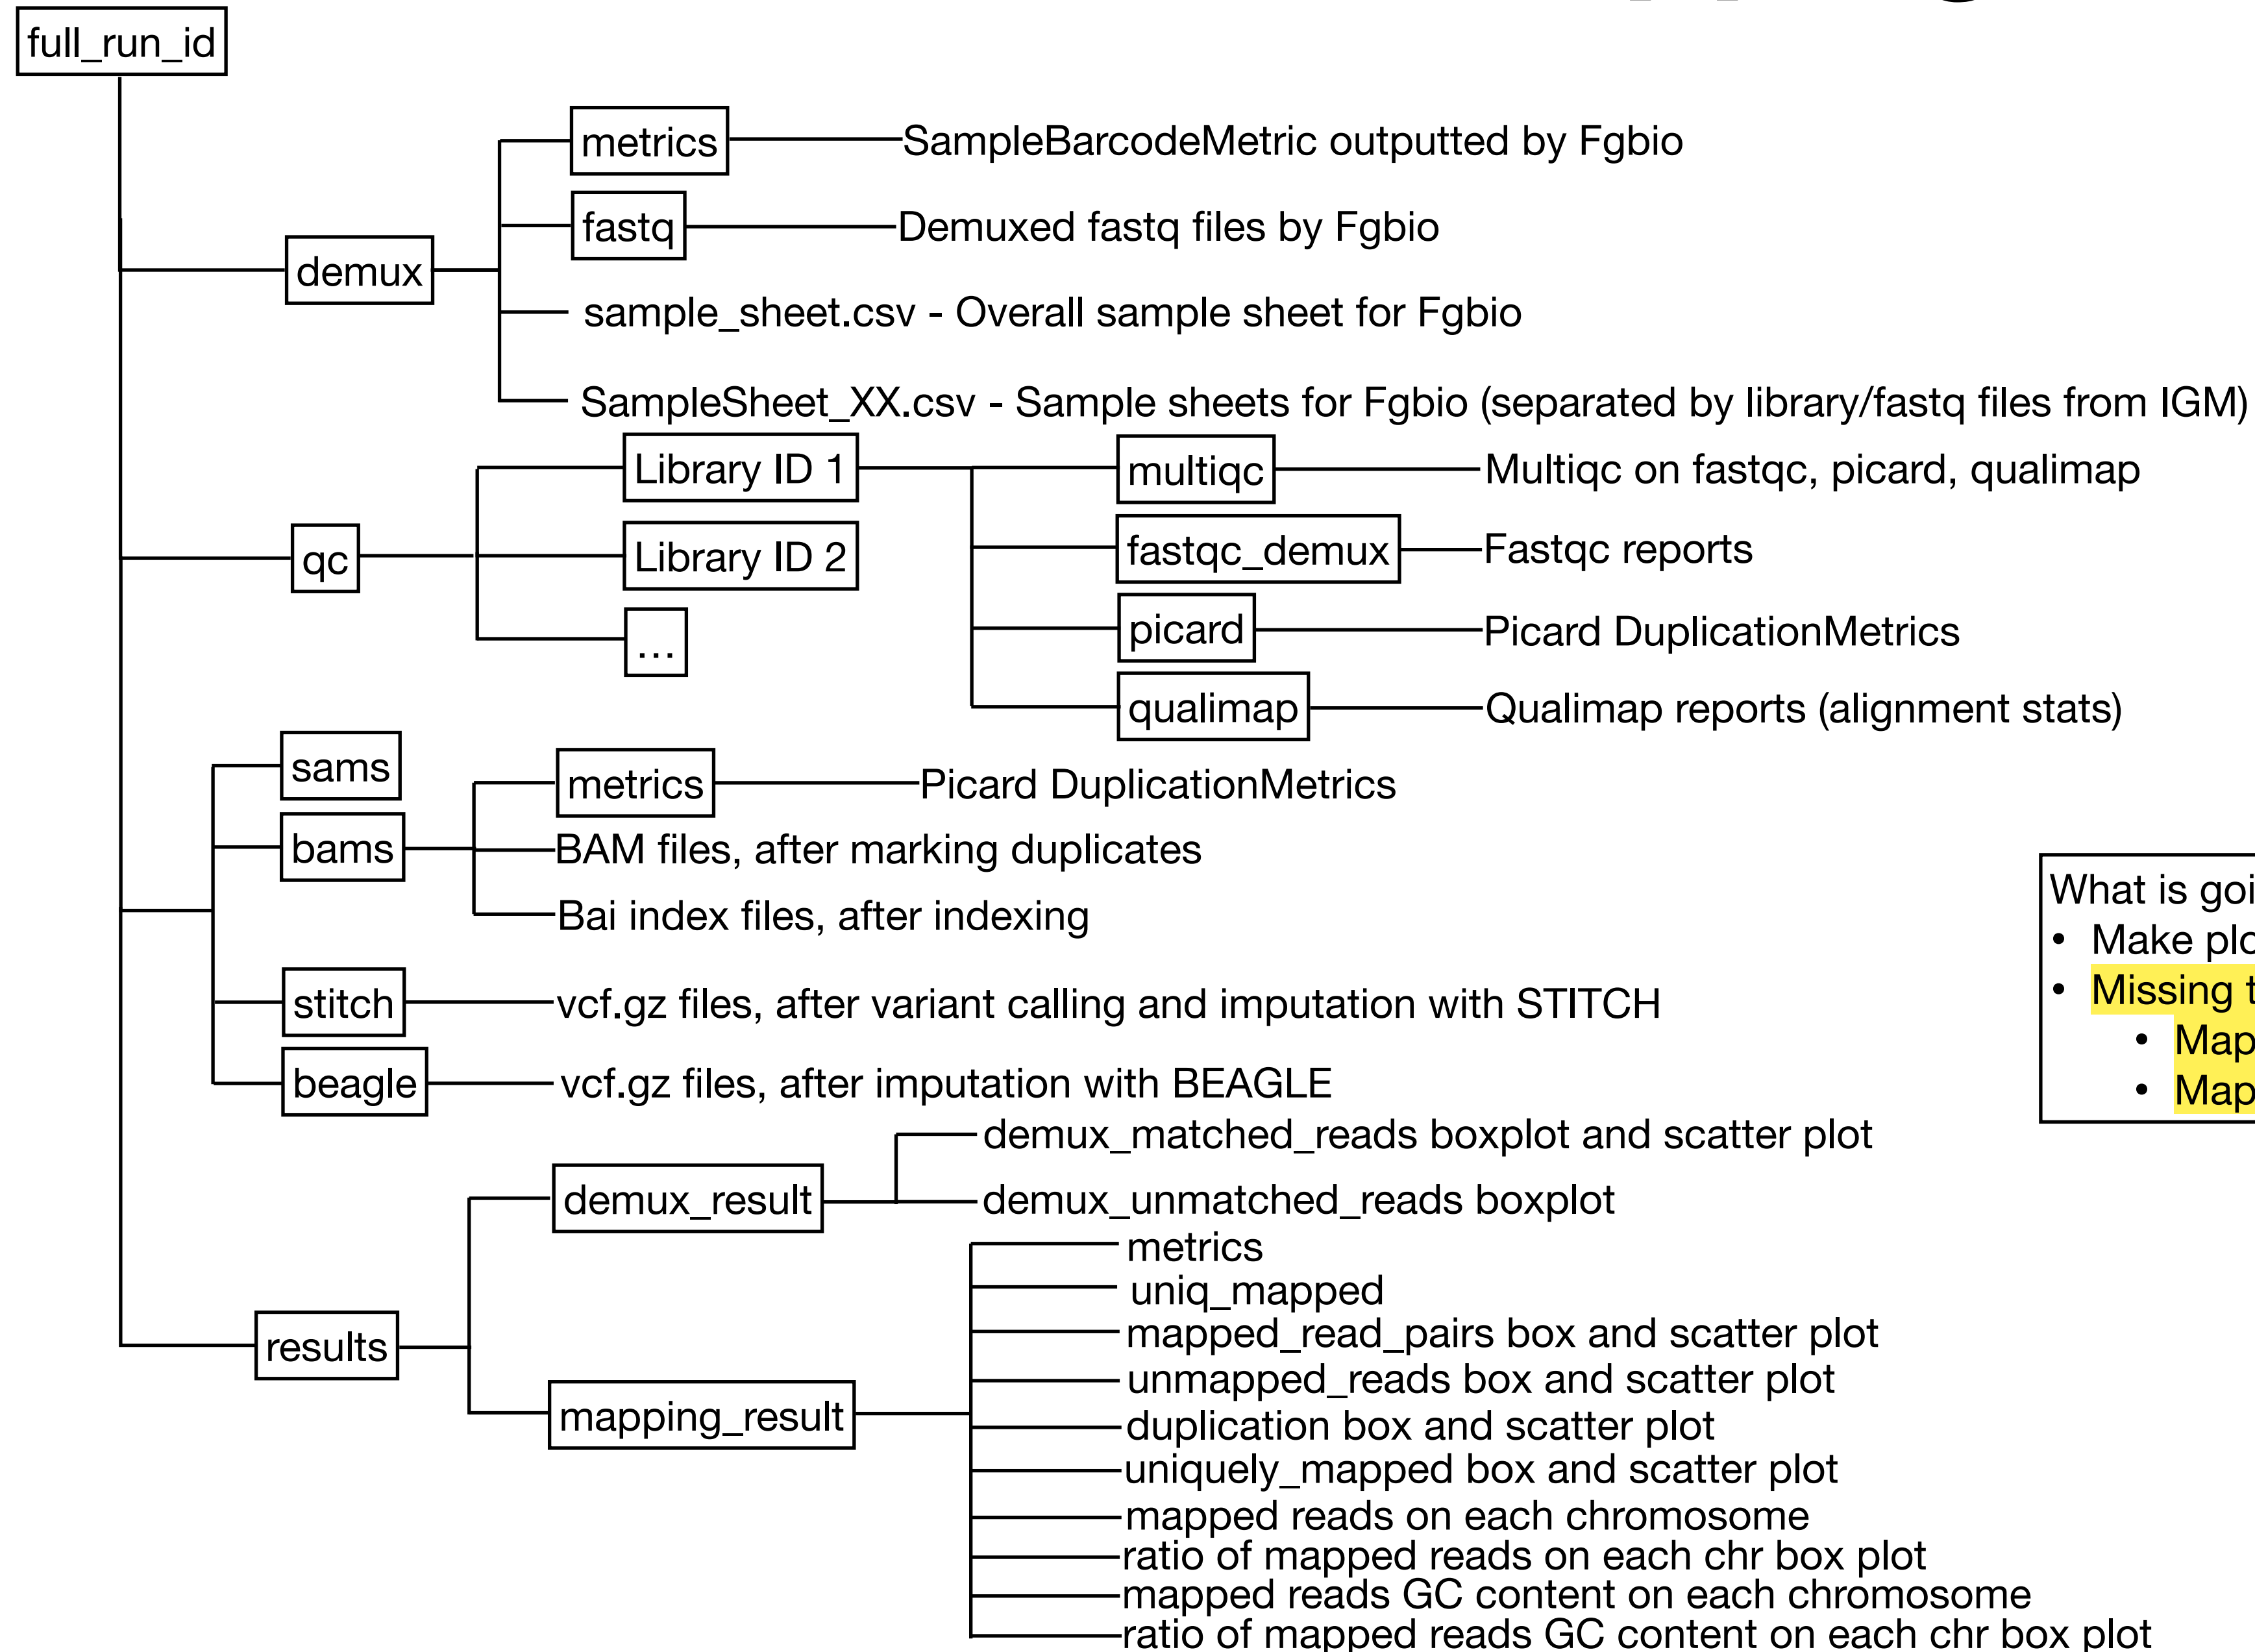 full_run_id
metrics
SampleBarcodeMetric outputted by Fgbio
fastq
Demuxed fastq files by Fgbio
demux
sample_sheet.csv - Overall sample sheet for Fgbio
SampleSheet_XX.csv - Sample sheets for Fgbio (separated by library/fastq files from IGM)
Library ID 1
multiqc
Multiqc on fastqc, picard, qualimap
fastqc_demux
Fastqc reports
qc
Library ID 2
picard
Picard DuplicationMetrics
...
qualimap
Qualimap reports (alignment stats)
sams
metrics
Picard DuplicationMetrics
bams
BAM files, after marking duplicates
Bai index files, after indexing
What is
• Make
• Missing
•
•
stitch
vcf.gz files, after variant calling and imputation with STITCH
beagle
vcf.gz files, after imputation with BEAGLE
demux_matched_reads boxplot and scatter plot
demux_result
demux_unmatched_reads boxplot
metrics
uniq_mapped
mapped_read_pairs box and scatter plot
results
unmapped_reads box and scatter plot
mapping_result
duplication box and scatter plot
uniquely_mapped box and scatter plot
mapped reads on each chromosome
ratio of mapped reads on each chr box plot
mapped reads GC content on each chromosome
ratio of mapped reads GC content on each chr box plot